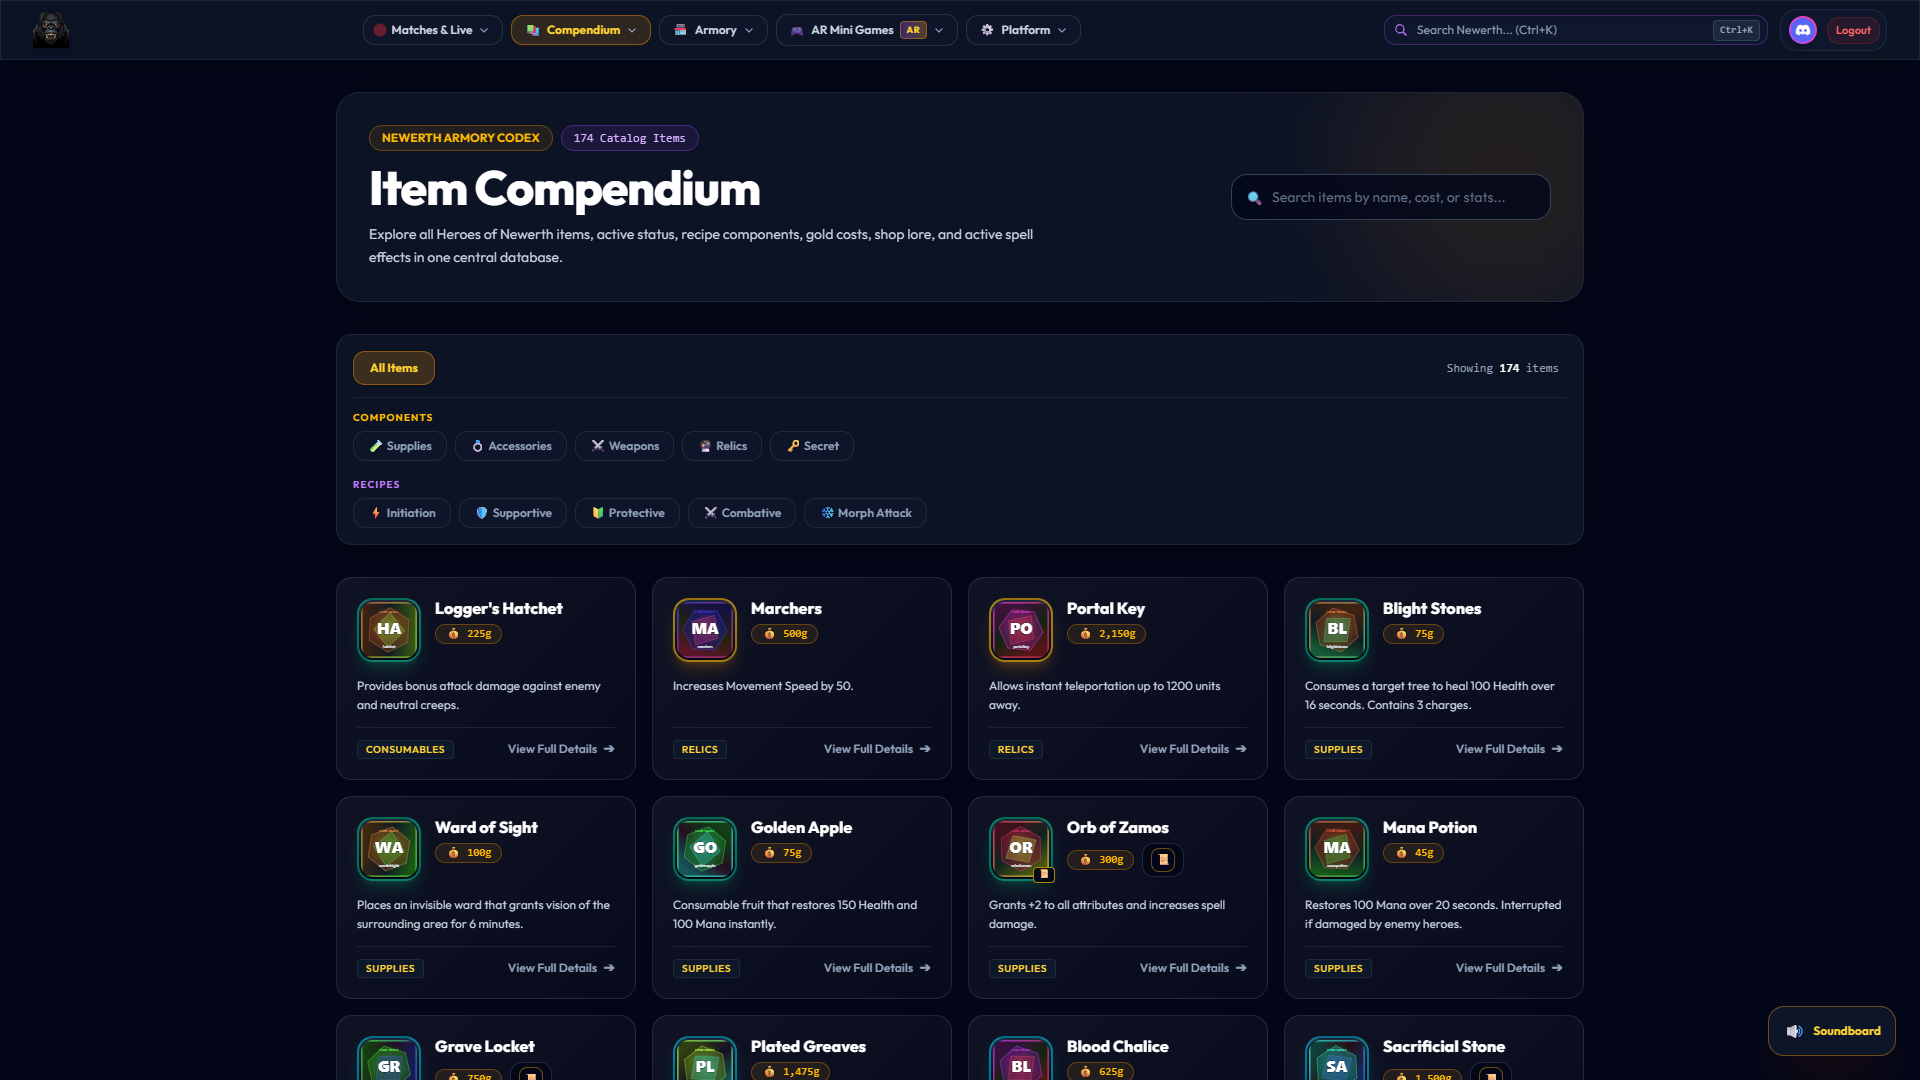 Matches & Live
Compendium
Armory
AR Mini Games AR
Platform
Search Newerth... (Ctrl+K)
Ctrl+K
Logout
NEWERTH ARMORY CODEX
174 Catalog Items
Item Compendium
Explore all Heroes of Newerth items, active status, recipe components, gold costs, shop lore, and active spell
effects in one central database.
Search items by name, cost, or stats...
All Items
Showing 174 items
COMPONENTS
Supplies
Accessories
Weapons
Relics
Secret
RECIPES
Initiation
Supportive
Protective
Combative
Morph Attack
HA
Logger's Hatchet
225g
Provides bonus attack damage against enemy
and neutral creeps.
CONSUMABLES
View Full Details →
MA
Marchers
500g
Increases Movement Speed by 50.
RELICS
View Full Details →
PO
Portal Key
2,150g
Allows instant teleportation up to 1200 units
away.
RELICS
View Full Details →
BL
Blight Stones
75g
Consumes a target tree to heal 100 Health over
16 seconds. Contains 3 charges.
SUPPLIES
View Full Details →
WA
Ward of Sight
100g
Places an invisible ward that grants vision of the
surrounding area for 6 minutes.
SUPPLIES
View Full Details →
GO
Golden Apple
75g
Consumable fruit that restores 150 Health and
100 Mana instantly.
SUPPLIES
View Full Details →
OR
Orb of Zamos
300g
Grants +2 to all attributes and increases spell
damage.
SUPPLIES
View Full Details →
MA
Mana Potion
45g
Restores 100 Mana over 20 seconds. Interrupted
if damaged by enemy heroes.
SUPPLIES
View Full Details →
GR
Grave Locket
750g
PL
Plated Greaves
1,475g
BL
Blood Chalice
625g
SA
Sacrificial Stone
1,500g
Soundboard